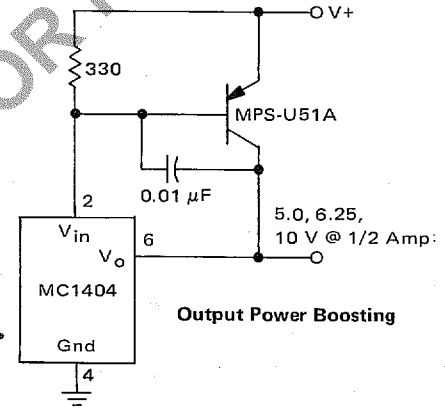 V+
330
MPS-U51A
0.01 μF
2
Vin
5.0, 6.25,
10 V @ 1/2 Amp:
6
Vo
MC1404
Output Power Boosting
Gnd
4
OR